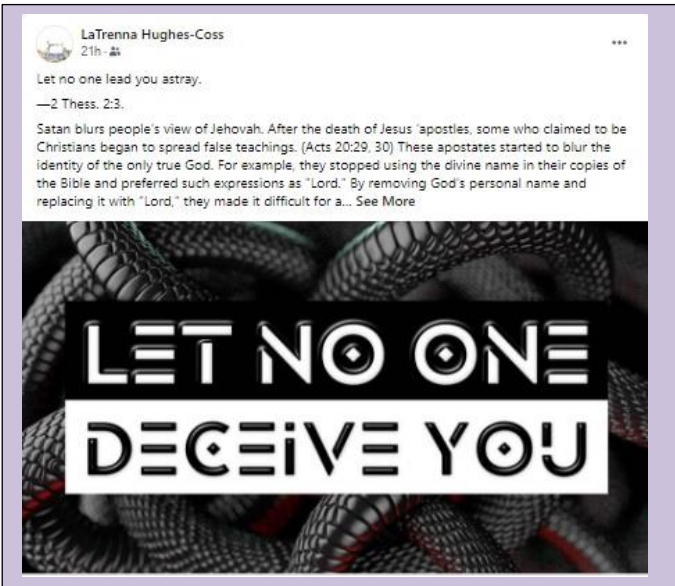 LaTrenna Hughes-Coss
21h ·
Let no one lead you astray.
—2 Thess. 2:3.
Satan blurs people's view of Jehovah. After the death of Jesus 'apostles, some who claimed to be
Christians began to spread false teachings. (Acts 20:29, 30) These apostates started to blur the
identity of the only true God. For example, they stopped using the divine name in their copies of
the Bible and preferred such expressions as "Lord." By removing God's personal name and
replacing it with "Lord," they made it difficult for a... See More
LET NO ONE
DECEiVE YOU